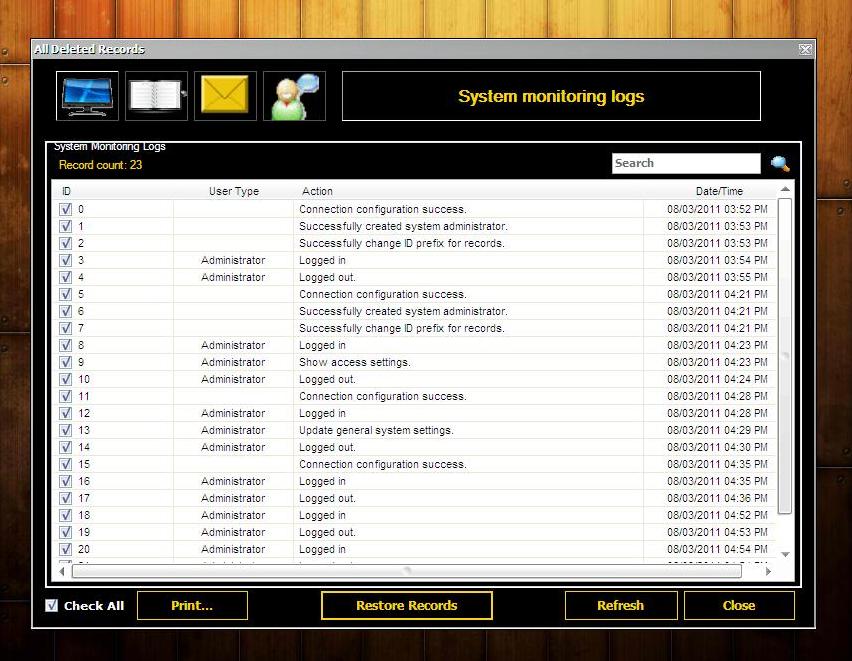 All Deleted Records
System monitoring logs
System Monitoring Logs
Record count: 23
Search
ID User Type Action Date/Time
0 Connection configuration success. 08/03/2011 03:52 PM
1 Successfully created system administrator. 08/03/2011 03:53 PM
2 Successfully change ID prefix for records. 08/03/2011 03:53 PM
3 Administrator Logged in 08/03/2011 03:54 PM
4 Administrator Logged out. 08/03/2011 03:55 PM
5 Connection configuration success. 08/03/2011 04:21 PM
6 Successfully created system administrator. 08/03/2011 04:21 PM
7 Successfully change ID prefix for records. 08/03/2011 04:21 PM
8 Administrator Logged in 08/03/2011 04:23 PM
9 Administrator Show access settings. 08/03/2011 04:23 PM
10 Administrator Logged out. 08/03/2011 04:24 PM
11 Connection configuration success. 08/03/2011 04:28 PM
12 Administrator Logged in 08/03/2011 04:28 PM
13 Administrator Update general system settings. 08/03/2011 04:29 PM
14 Administrator Logged out. 08/03/2011 04:30 PM
15 Connection configuration success. 08/03/2011 04:35 PM
16 Administrator Logged in 08/03/2011 04:35 PM
17 Administrator Logged out. 08/03/2011 04:36 PM
18 Administrator Logged in 08/03/2011 04:52 PM
19 Administrator Logged out. 08/03/2011 04:53 PM
20 Administrator Logged in 08/03/2011 04:54 PM
Check All Print... Restore Records Refresh Close